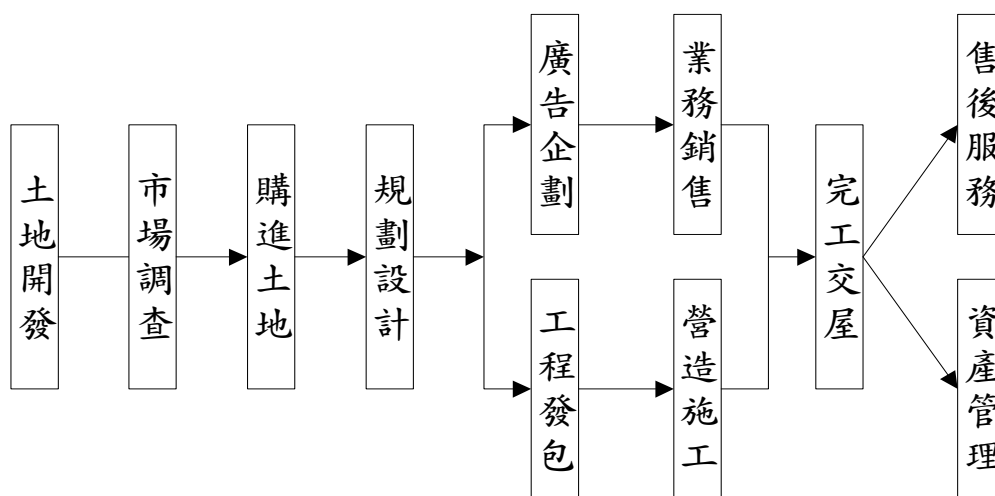 土地開發
市場調查
購進土地
規劃設計
廣告企劃
業務銷售
工程發包
營造施工
完工交屋
售後服務
資產管理